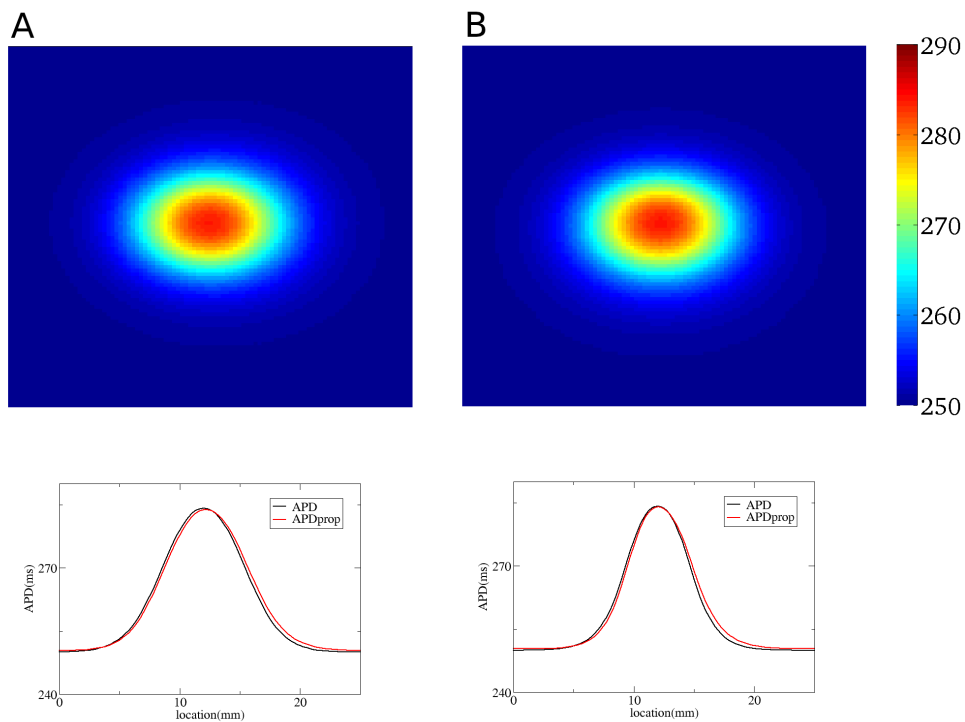 A
B
290
280
270
260
250
APD
APDprop
270
240
APD(ms)
0
10
20
location(mm)
APD
APDprop
270
240
APD(ms)
0
10
20
location(mm)